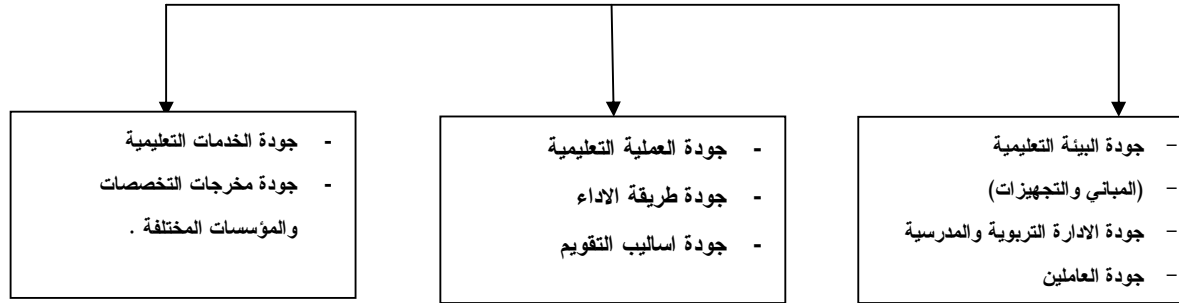 - جودة البيئة التعليمية
- (المباني والتجهيزات)
- جودة الادارة التربوية والمدرسية
- جودة العاملين
- جودة العملية التعليمية
- جودة طريقة الاداء
- جودة اساليب التقويم
- جودة الخدمات التعليمية
- جودة مخرجات التخصصات
والمؤسسات المختلفة .